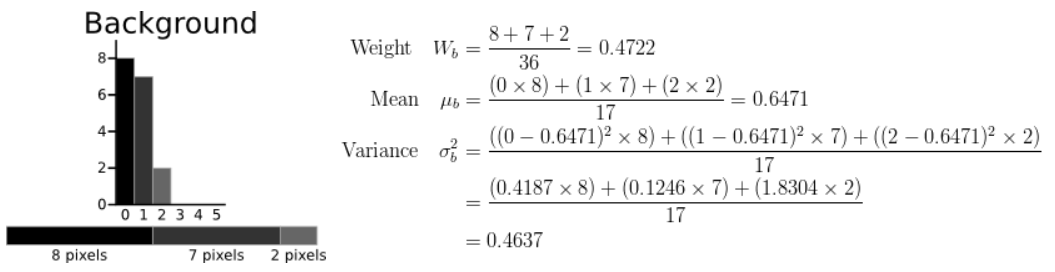 Background
8
6
4
2
0
0 1 2 3 4 5
8 pixels 7 pixels 2 pixels
Weight W_b = (8 + 7 + 2) / 36 = 0.4722
Mean μ_b = ((0 × 8) + (1 × 7) + (2 × 2)) / 17 = 0.6471
Variance σ_b^2 = (((0 − 0.6471)^2 × 8) + ((1 − 0.6471)^2 × 7) + ((2 − 0.6471)^2 × 2)) / 17
= ((0.4187 × 8) + (0.1246 × 7) + (1.8304 × 2)) / 17
= 0.4637